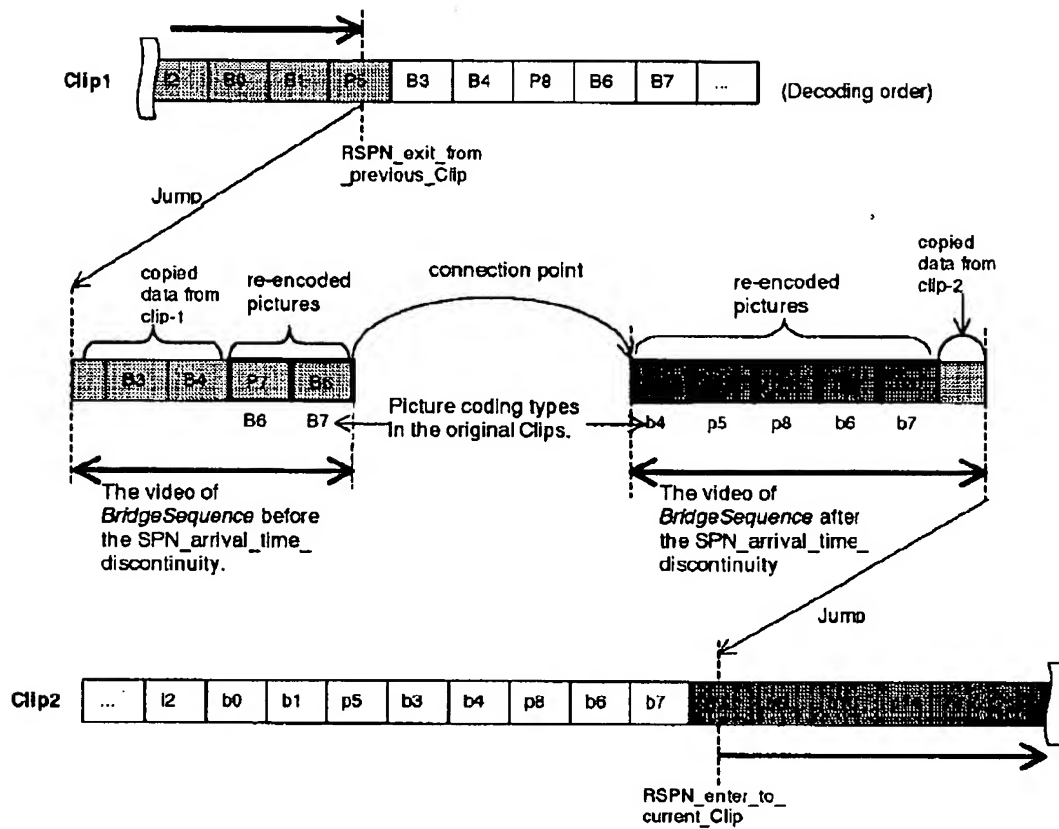 Clip1
I2 B0 B1 P5 B3 B4 P8 B6 B7 ...
(Decoding order)
RSPN_exit_from
_previous_Clip
Jump
copied
data from
clip-1
re-encoded
pictures
connection point
re-encoded
pictures
copied
data from
clip-2
B3 B4 P7 B6
B6 B7
Picture coding types
in the original Clips.
b4 p5 p8 b6 b7
The video of
BridgeSequence before
the SPN_arrival_time_
discontinuity.
The video of
BridgeSequence after
the SPN_arrival_time_
discontinuity
Jump
Clip2
... I2 b0 b1 p5 b3 b4 p8 b6 b7
RSPN_enter_to_
current_Clip